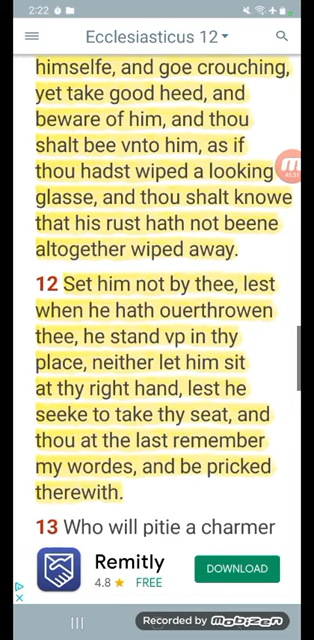 2:22
Ecclesiasticus 12
himselfe, and goe crouching,
yet take good heed, and
beware of him, and thou
shalt bee vnto him, as if
thou hadst wiped a looking
glasse, and thou shalt knowe
that his rust hath not beene
altogether wiped away.
12 Set him not by thee, lest
when he hath ouerthrowen
thee, he stand vp in thy
place, neither let him sit
at thy right hand, lest he
seeke to take thy seat, and
thou at the last remember
my wordes, and be pricked
therewith.
13 Who will pitie a charmer
Remitly
4.8 ★ FREE
DOWNLOAD
Recorded by Mobizen